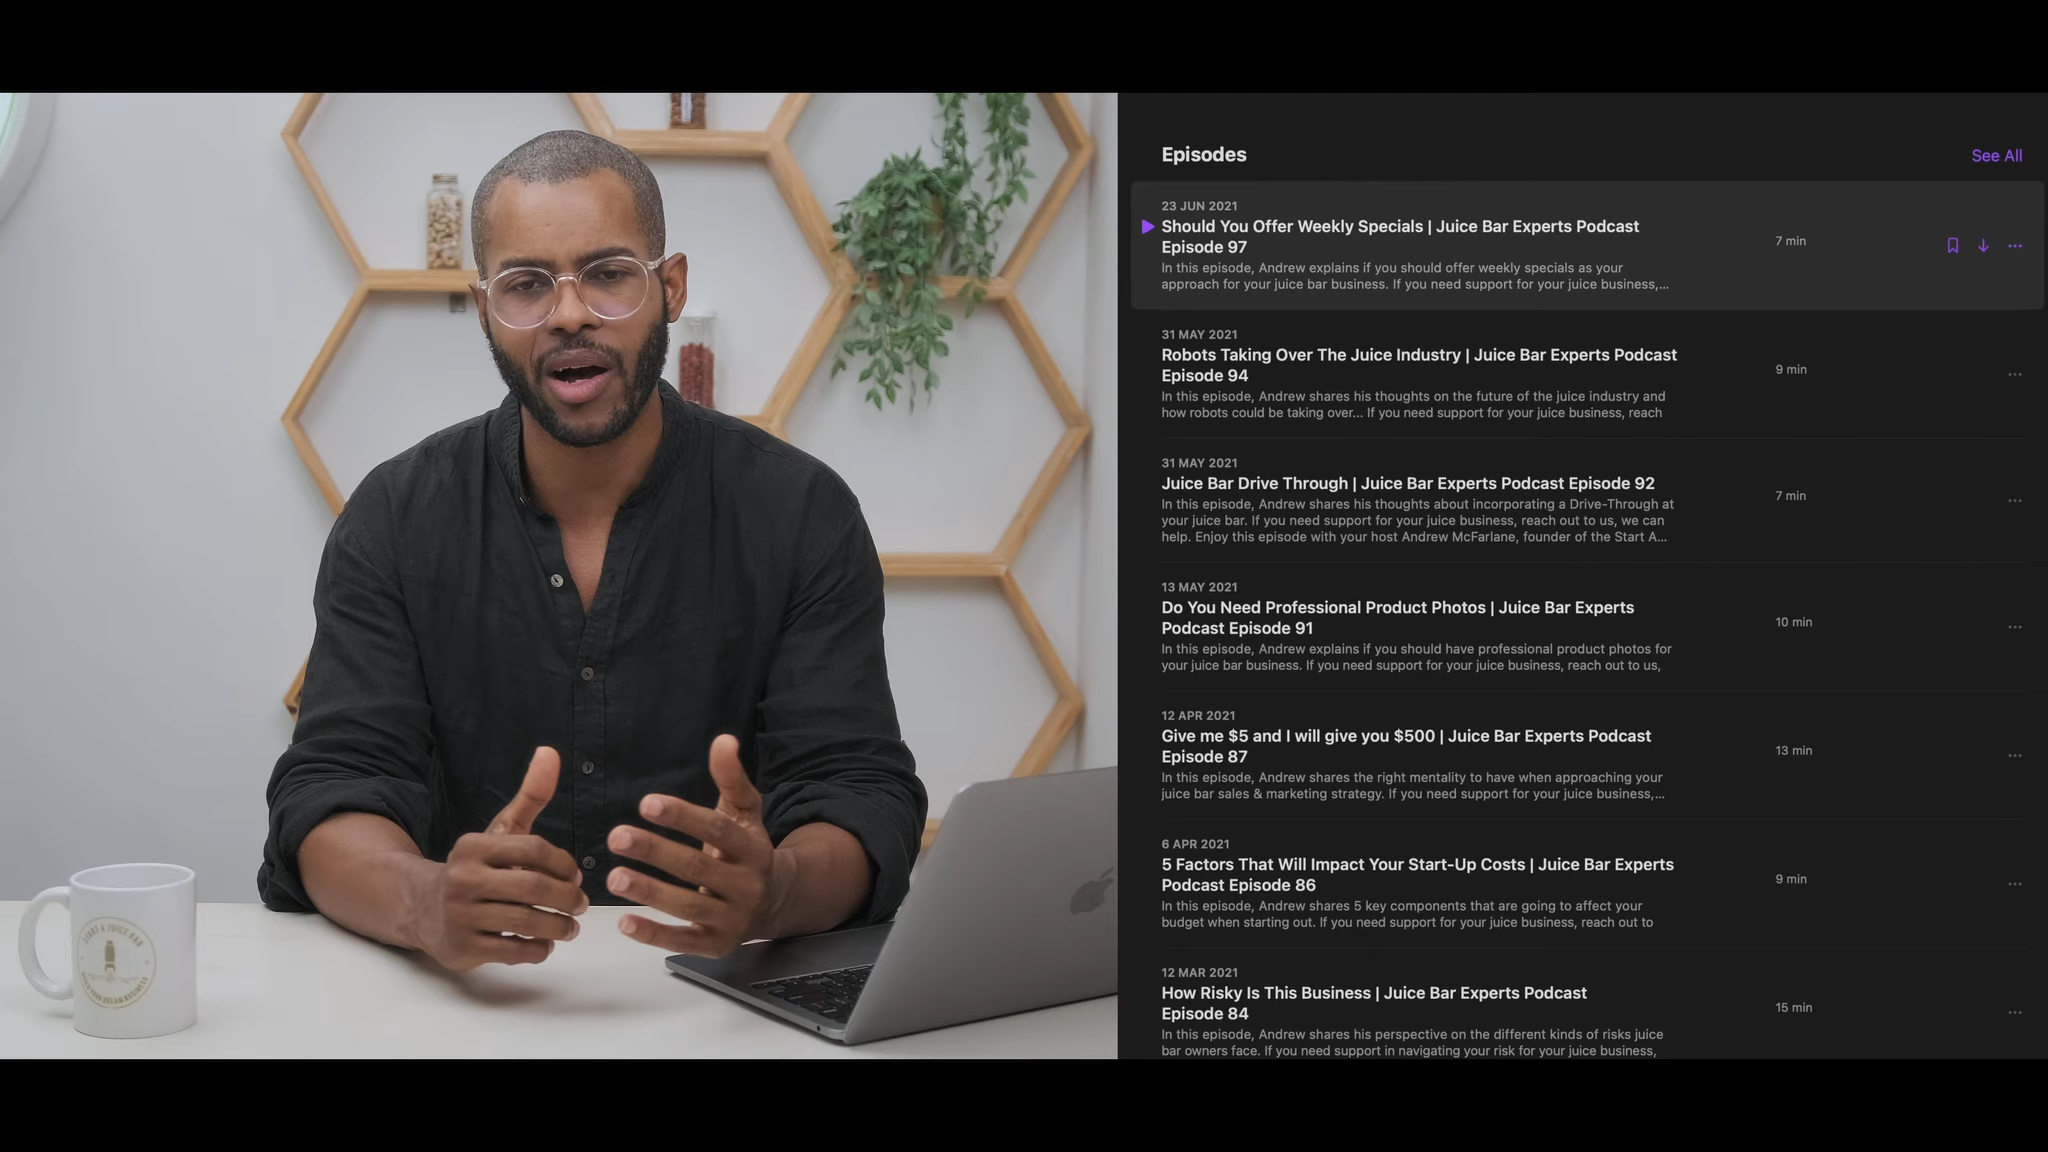 START A JUICE BAR
Episodes
See All
23 JUN 2021
Should You Offer Weekly Specials | Juice Bar Experts Podcast
Episode 97
7 min
In this episode, Andrew explains if you should offer weekly specials as your
approach for your juice bar business. If you need support for your juice business,...
31 MAY 2021
Robots Taking Over The Juice Industry | Juice Bar Experts Podcast
Episode 94
9 min
In this episode, Andrew shares his thoughts on the future of the juice industry and
how robots could be taking over... If you need support for your juice business, reach
31 MAY 2021
Juice Bar Drive Through | Juice Bar Experts Podcast Episode 92
7 min
In this episode, Andrew shares his thoughts about incorporating a Drive-Through at
your juice bar. If you need support for your juice business, reach out to us, we can
help. Enjoy this episode with your host Andrew McFarlane, founder of the Start A...
13 MAY 2021
Do You Need Professional Product Photos | Juice Bar Experts
Podcast Episode 91
10 min
In this episode, Andrew explains if you should have professional product photos for
your juice bar business. If you need support for your juice business, reach out to us,
12 APR 2021
Give me $5 and I will give you $500 | Juice Bar Experts Podcast
Episode 87
13 min
In this episode, Andrew shares the right mentality to have when approaching your
juice bar sales & marketing strategy. If you need support for your juice business,...
6 APR 2021
5 Factors That Will Impact Your Start-Up Costs | Juice Bar Experts
Podcast Episode 86
9 min
In this episode, Andrew shares 5 key components that are going to affect your
budget when starting out. If you need support for your juice business, reach out to
12 MAR 2021
How Risky Is This Business | Juice Bar Experts Podcast
Episode 84
15 min
In this episode, Andrew shares his perspective on the different kinds of risks juice
bar owners face. If you need support in navigating your risk for your juice business,